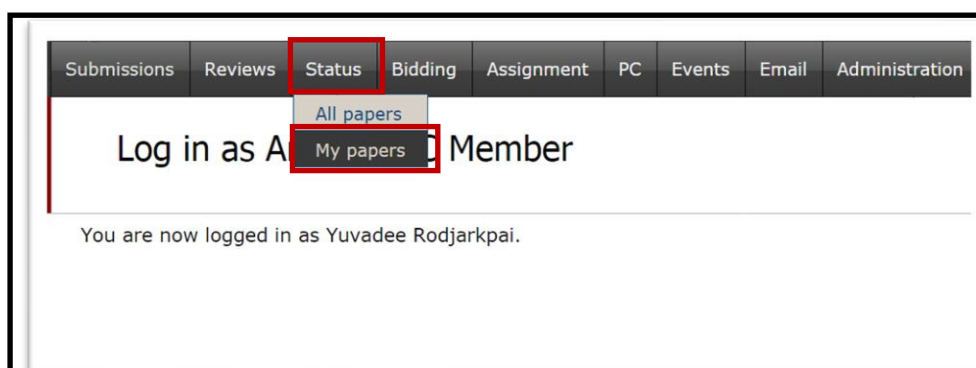 Submissions Reviews Status Bidding Assignment PC Events Email Administration
All papers
My papers
Log in as Member
You are now logged in as Yuvadee Rodjarkpai.